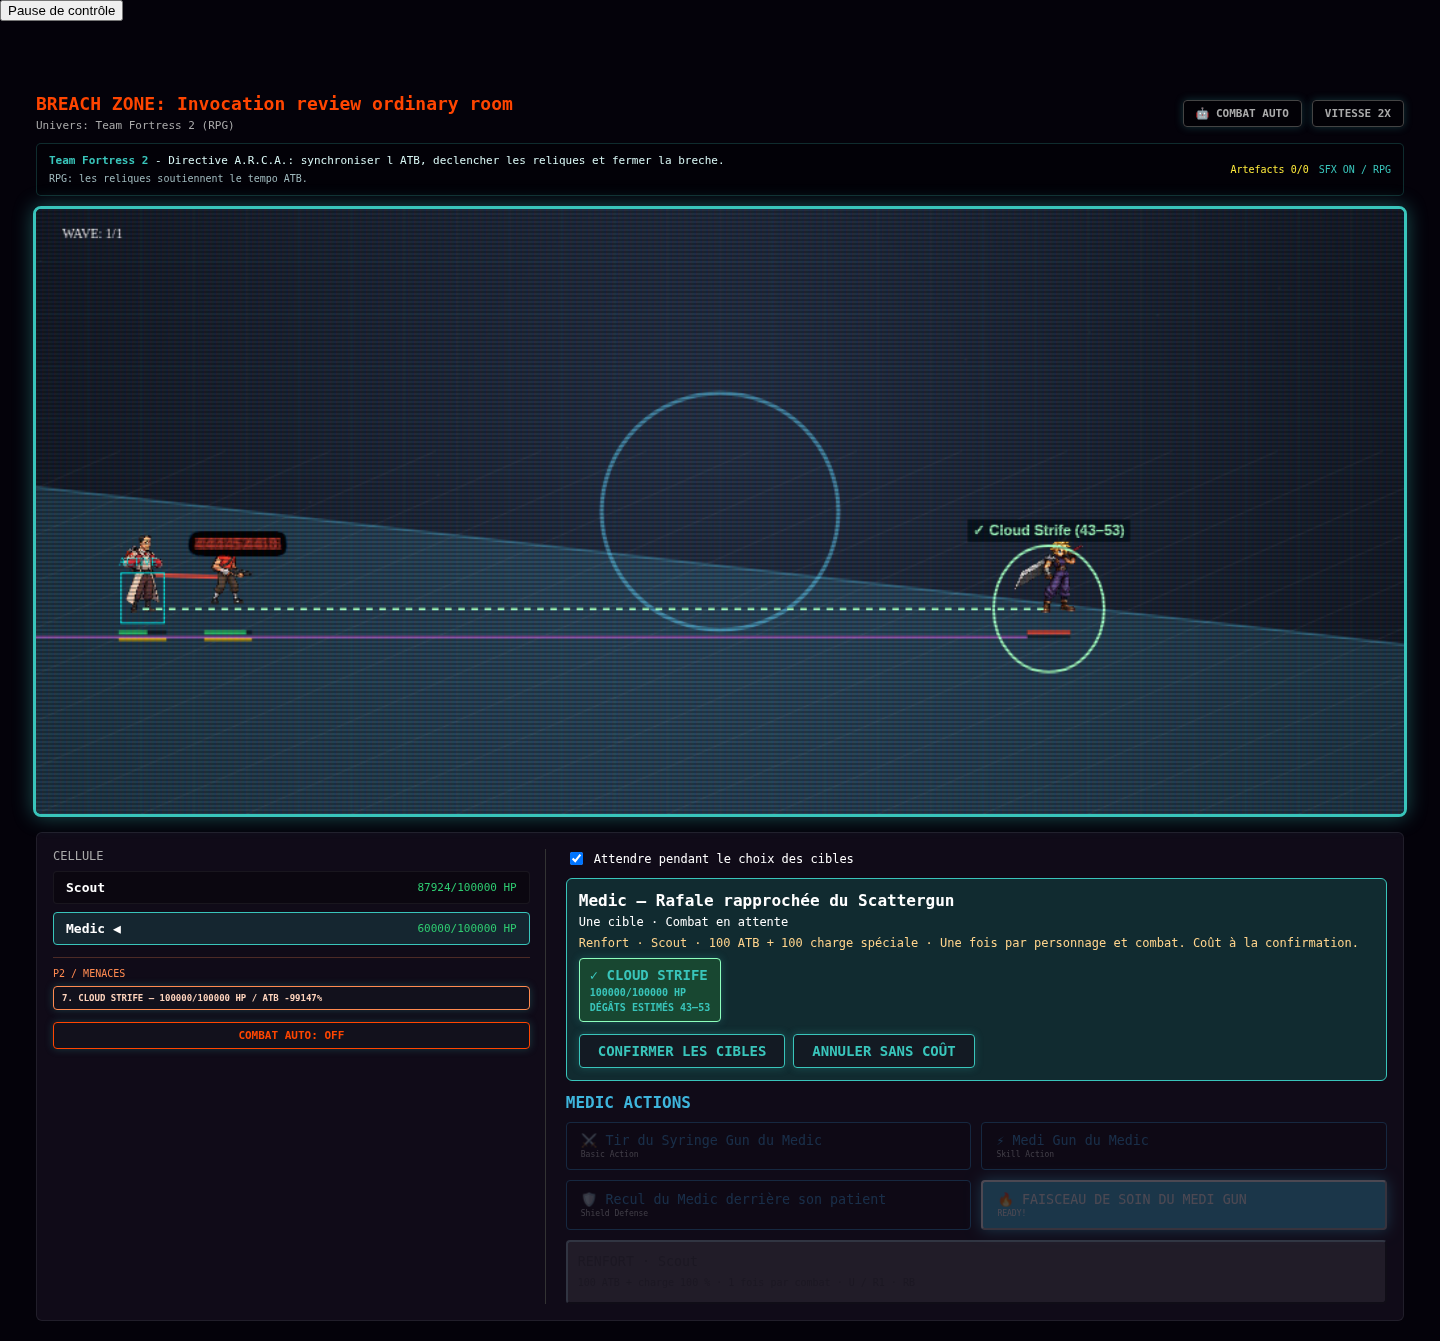 Pause de contrôle
BREACH ZONE: Invocation review ordinary room
Univers: Team Fortress 2 (RPG)
🤖 COMBAT AUTO
VITESSE 2X
Team Fortress 2 - Directive A.R.C.A.: synchroniser l ATB, declencher les reliques et fermer la breche.
RPG: les reliques soutiennent le tempo ATB.
Artefacts 0/0 SFX ON / RPG
WAVE: 1/1
✓ Cloud Strife (43–53)
CELLULE
Scout 87924/100000 HP
Medic ◀ 60000/100000 HP
P2 / MENACES
7. CLOUD STRIFE — 100000/100000 HP / ATB -99147%
COMBAT AUTO: OFF
Attendre pendant le choix des cibles
Medic — Rafale rapprochée du Scattergun
Une cible · Combat en attente
Renfort · Scout · 100 ATB + 100 charge spéciale · Une fois par personnage et combat. Coût à la confirmation.
✓ CLOUD STRIFE
100000/100000 HP
DÉGÂTS ESTIMÉS 43–53
CONFIRMER LES CIBLES
ANNULER SANS COÛT
MEDIC ACTIONS
⚔️ Tir du Syringe Gun du Medic
Basic Action
⚡ Medi Gun du Medic
Skill Action
🛡️ Recul du Medic derrière son patient
Shield Defense
🔥 FAISCEAU DE SOIN DU MEDI GUN
READY!
RENFORT · Scout